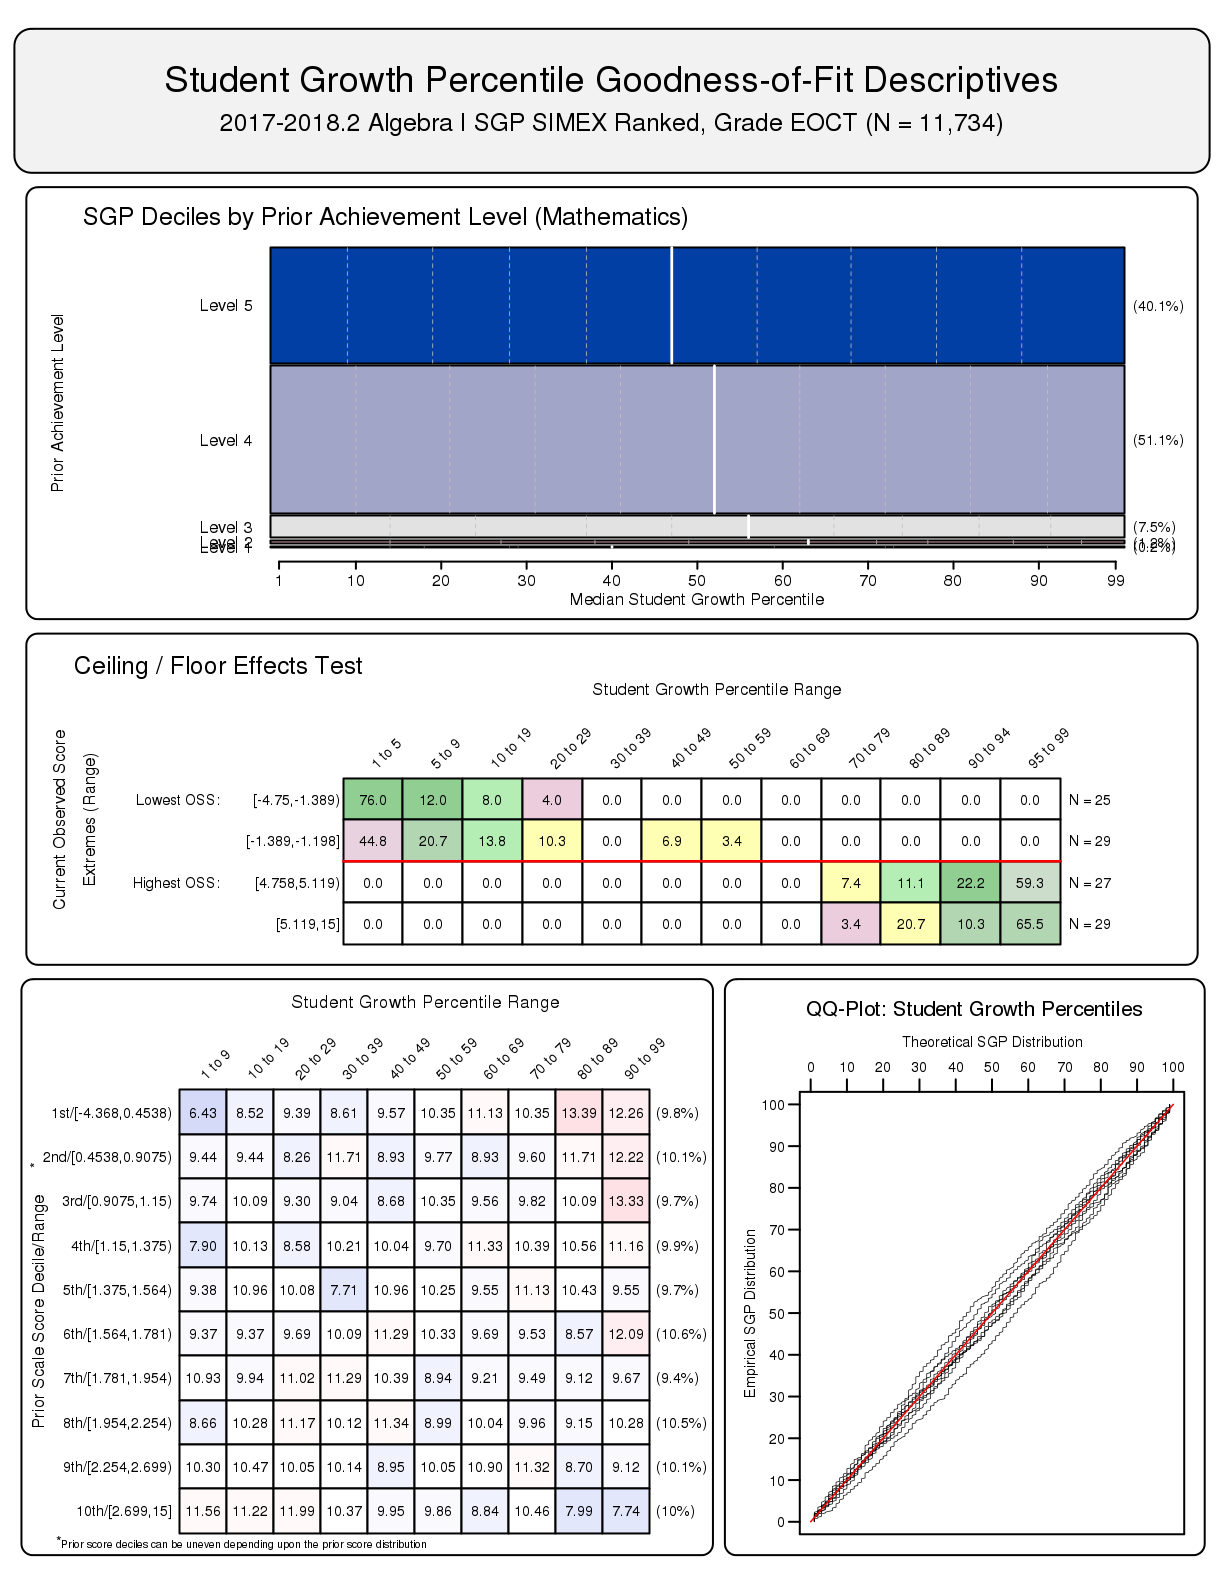 Student Growth Percentile Goodness-of-Fit Descriptives
2017-2018.2 Algebra I SGP SIMEX Ranked, Grade EOCT (N = 11,734)
SGP Deciles by Prior Achievement Level (Mathematics)
Prior Achievement Level
Level 5 (40.1%)
Level 4 (51.1%)
Level 3 (7.5%)
Level 2 (1.2%)
Level 1 (0.2%)
1 10 20 30 40 50 60 70 80 90 99
Median Student Growth Percentile
Ceiling / Floor Effects Test
Student Growth Percentile Range
Current Observed Score
Extremes (Range)
1 to 5 5 to 9 10 to 19 20 to 29 30 to 39 40 to 49 50 to 59 60 to 69 70 to 79 80 to 89 90 to 94 95 to 99
Lowest OSS: [-4.75,-1.389) 76.0 12.0 8.0 4.0 0.0 0.0 0.0 0.0 0.0 0.0 0.0 0.0 N = 25
[-1.389,-1.198] 44.8 20.7 13.8 10.3 0.0 6.9 3.4 0.0 0.0 0.0 0.0 0.0 N = 29
Highest OSS: [4.758,5.119) 0.0 0.0 0.0 0.0 0.0 0.0 0.0 0.0 7.4 11.1 22.2 59.3 N = 27
[5.119,15] 0.0 0.0 0.0 0.0 0.0 0.0 0.0 0.0 3.4 20.7 10.3 65.5 N = 29
Student Growth Percentile Range
Prior Scale Score Decile/Range *
1 to 9 10 to 19 20 to 29 30 to 39 40 to 49 50 to 59 60 to 69 70 to 79 80 to 89 90 to 99
1st/[-4.368,0.4538) 6.43 8.52 9.39 8.61 9.57 10.35 11.13 10.35 13.39 12.26 (9.8%)
2nd/[0.4538,0.9075) 9.44 9.44 8.26 11.71 8.93 9.77 8.93 9.60 11.71 12.22 (10.1%)
3rd/[0.9075,1.15) 9.74 10.09 9.30 9.04 8.68 10.35 9.56 9.82 10.09 13.33 (9.7%)
4th/[1.15,1.375) 7.90 10.13 8.58 10.21 10.04 9.70 11.33 10.39 10.56 11.16 (9.9%)
5th/[1.375,1.564) 9.38 10.96 10.08 7.71 10.96 10.25 9.55 11.13 10.43 9.55 (9.7%)
6th/[1.564,1.781) 9.37 9.37 9.69 10.09 11.29 10.33 9.69 9.53 8.57 12.09 (10.6%)
7th/[1.781,1.954) 10.93 9.94 11.02 11.29 10.39 8.94 9.21 9.49 9.12 9.67 (9.4%)
8th/[1.954,2.254) 8.66 10.28 11.17 10.12 11.34 8.99 10.04 9.96 9.15 10.28 (10.5%)
9th/[2.254,2.699) 10.30 10.47 10.05 10.14 8.95 10.05 10.90 11.32 8.70 9.12 (10.1%)
10th/[2.699,15] 11.56 11.22 11.99 10.37 9.95 9.86 8.84 10.46 7.99 7.74 (10%)
*Prior score deciles can be uneven depending upon the prior score distribution
QQ-Plot: Student Growth Percentiles
Theoretical SGP Distribution
0 10 20 30 40 50 60 70 80 90 100
Empirical SGP Distribution
100
90
80
70
60
50
40
30
20
10
0